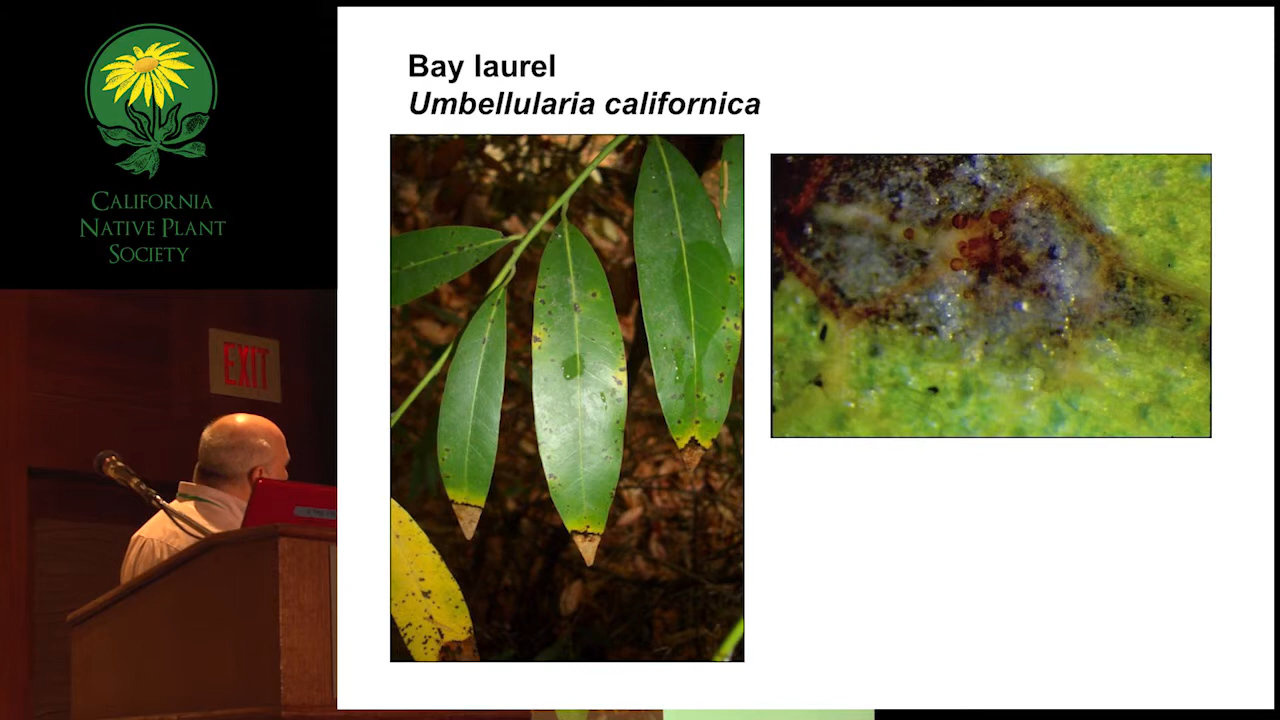 CALIFORNIA
NATIVE PLANT
SOCIETY
EXIT
Bay laurel
Umbellularia californica